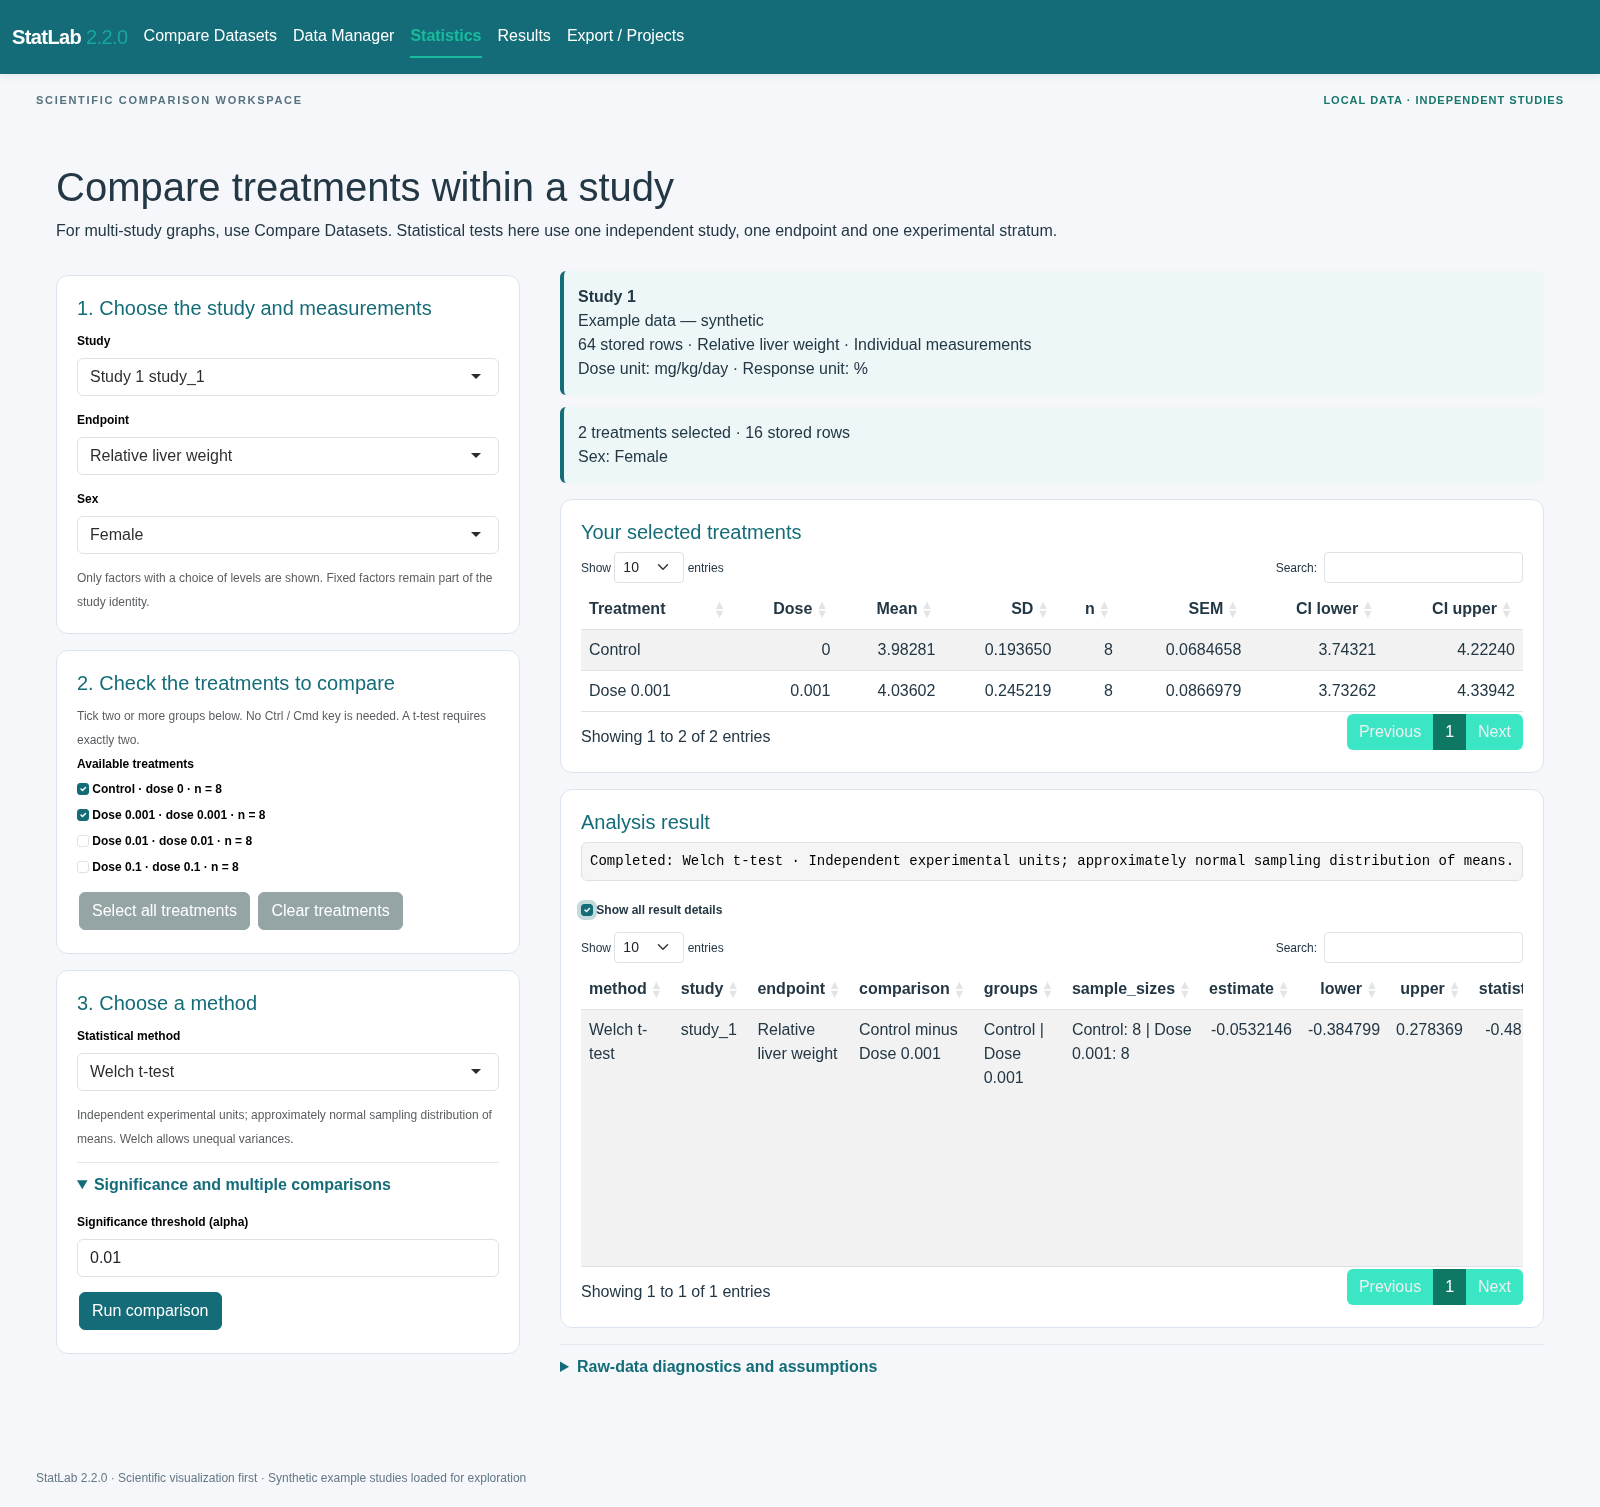 StatLab 2.2.0 Compare Datasets Data Manager Statistics Results Export / Projects
SCIENTIFIC COMPARISON WORKSPACE
LOCAL DATA · INDEPENDENT STUDIES
Compare treatments within a study
For multi-study graphs, use Compare Datasets. Statistical tests here use one independent study, one endpoint and one experimental stratum.
1. Choose the study and measurements
Study
Study 1 study_1
Endpoint
Relative liver weight
Sex
Female
Only factors with a choice of levels are shown. Fixed factors remain part of the
study identity.
2. Check the treatments to compare
Tick two or more groups below. No Ctrl / Cmd key is needed. A t-test requires
exactly two.
Available treatments
Control · dose 0 · n = 8
Dose 0.001 · dose 0.001 · n = 8
Dose 0.01 · dose 0.01 · n = 8
Dose 0.1 · dose 0.1 · n = 8
Select all treatments Clear treatments
3. Choose a method
Statistical method
Welch t-test
Independent experimental units; approximately normal sampling distribution of
means. Welch allows unequal variances.
Significance and multiple comparisons
Significance threshold (alpha)
0.01
Run comparison
Study 1
Example data — synthetic
64 stored rows · Relative liver weight · Individual measurements
Dose unit: mg/kg/day · Response unit: %
2 treatments selected · 16 stored rows
Sex: Female
Your selected treatments
Show 10 entries Search:
Treatment Dose Mean SD n SEM CI lower CI upper
Control 0 3.98281 0.193650 8 0.0684658 3.74321 4.22240
Dose 0.001 0.001 4.03602 0.245219 8 0.0866979 3.73262 4.33942
Showing 1 to 2 of 2 entries
Previous 1 Next
Analysis result
Completed: Welch t-test · Independent experimental units; approximately normal sampling distribution of means.
Show all result details
Show 10 entries Search:
method study endpoint comparison groups sample_sizes estimate lower upper statist
Welch t- study_1 Relative Control minus Control | Control: 8 | Dose -0.0532146 -0.384799 0.278369 -0.48
test liver weight Dose 0.001 Dose 0.001: 8
0.001
Showing 1 to 1 of 1 entries
Previous 1 Next
Raw-data diagnostics and assumptions
StatLab 2.2.0 · Scientific visualization first · Synthetic example studies loaded for exploration